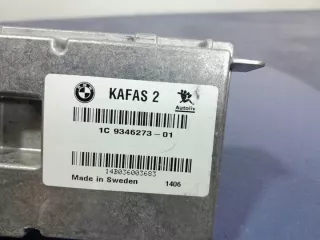 KAFAS 2
Autoliv
1C 9346273-01
14B036003683
Made in Sweden 1406